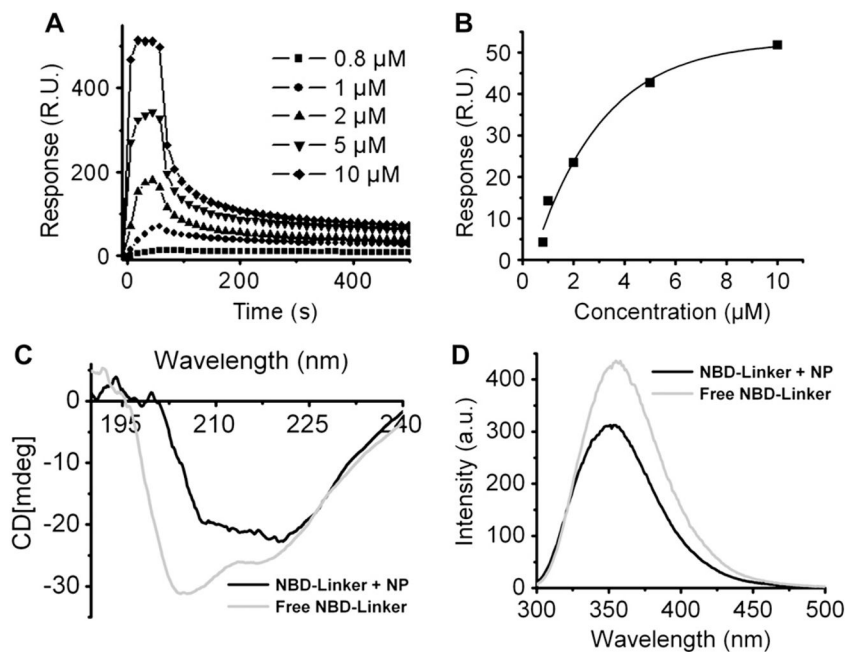 A
Response (R.U.)
400
200
0
0.8 µM
1 µM
2 µM
5 µM
10 µM
0
200
400
Time (s)
B
Response (R.U.)
50
40
30
20
10
0
0
2
4
6
8
10
Concentration (µM)
C
Wavelength (nm)
CD[mdeg]
0
-10
-20
-30
195
210
225
240
NBD-Linker + NP
Free NBD-Linker
D
Intensity (a.u.)
400
300
200
100
0
NBD-Linker + NP
Free NBD-Linker
300
350
400
450
500
Wavelength (nm)